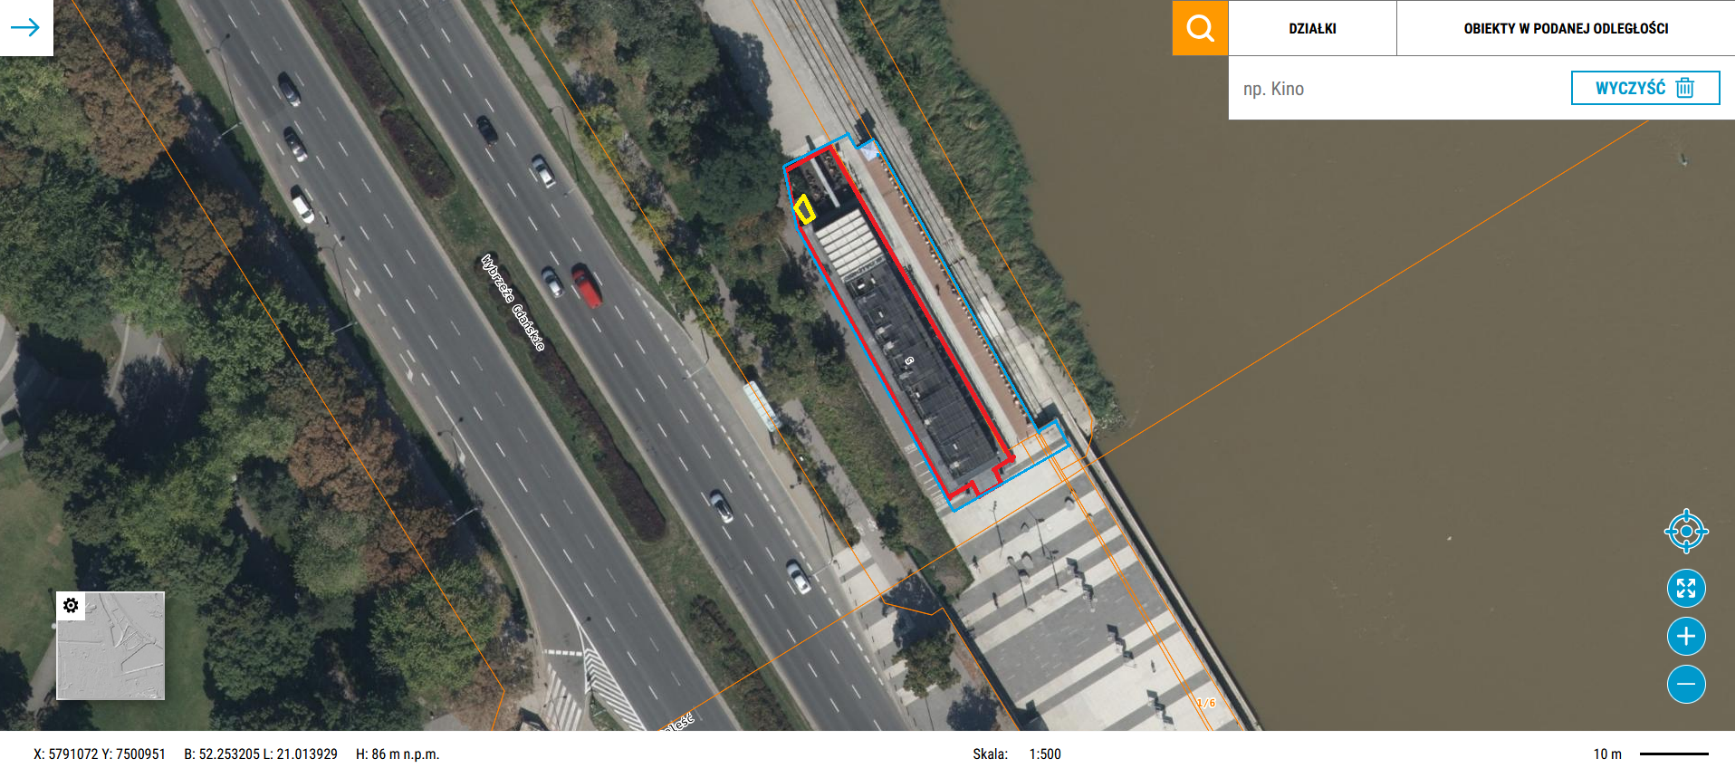 DZIAŁKI
OBIEKTY W PODANEJ ODLEGŁOŚCI
np. Kino
WYCZYŚĆ
Wybrzeże Gdańskie
G
1/6
X: 5791072 Y: 7500951 B: 52.253205 L: 21.013929 H: 86 m n.p.m.
Skala: 1:500
10 m